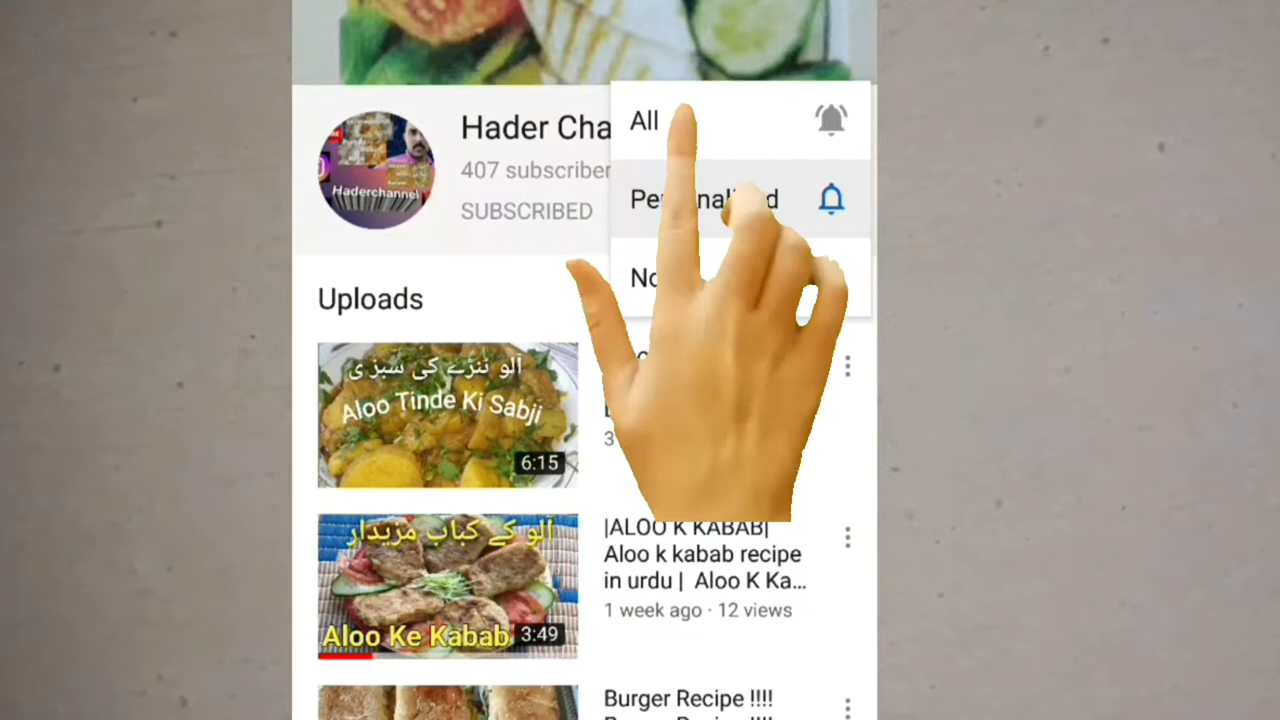 All
Hader Cha
407 subscriber
SUBSCRIBED
Haderchannel
Uploads
آلو ٹنڈے کی سبزی
Aloo Tinde Ki Sabji
6:15
|ALOO K KABAB|
Aloo k kabab recipe
in urdu | Aloo K Ka...
1 week ago · 12 views
آلو کے کباب مزیدار
Aloo Ke Kabab
3:49
Burger Recipe !!!!